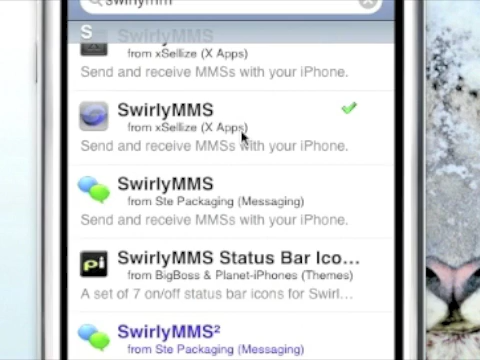 swirlymm
S
SwirlyMMS
from xSellize (X Apps)
Send and receive MMSs with your iPhone.
SwirlyMMS
from xSellize (X Apps)
Send and receive MMSs with your iPhone.
SwirlyMMS
from Ste Packaging (Messaging)
Send and receive MMSs with your iPhone.
pi
SwirlyMMS Status Bar Ico...
from BigBoss & Planet-iPhones (Themes)
A set of 7 on/off status bar icons for Swirl...
SwirlyMMS²
from Ste Packaging (Messaging)